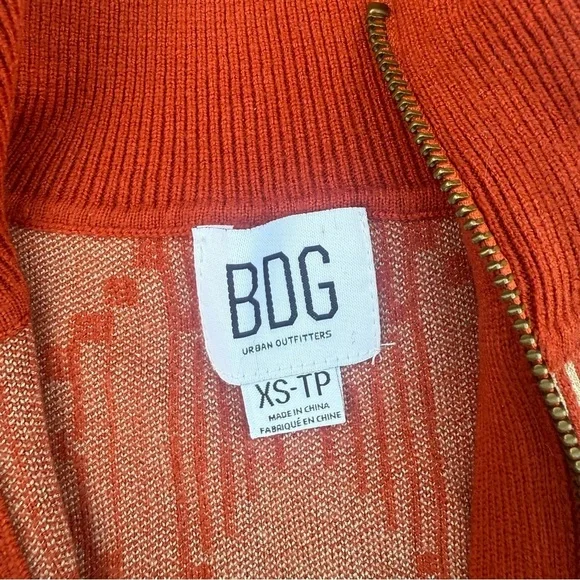 BDG
URBAN OUTFITTERS
XS-TP
MADE IN CHINA
FABRIQUÉ EN CHINE